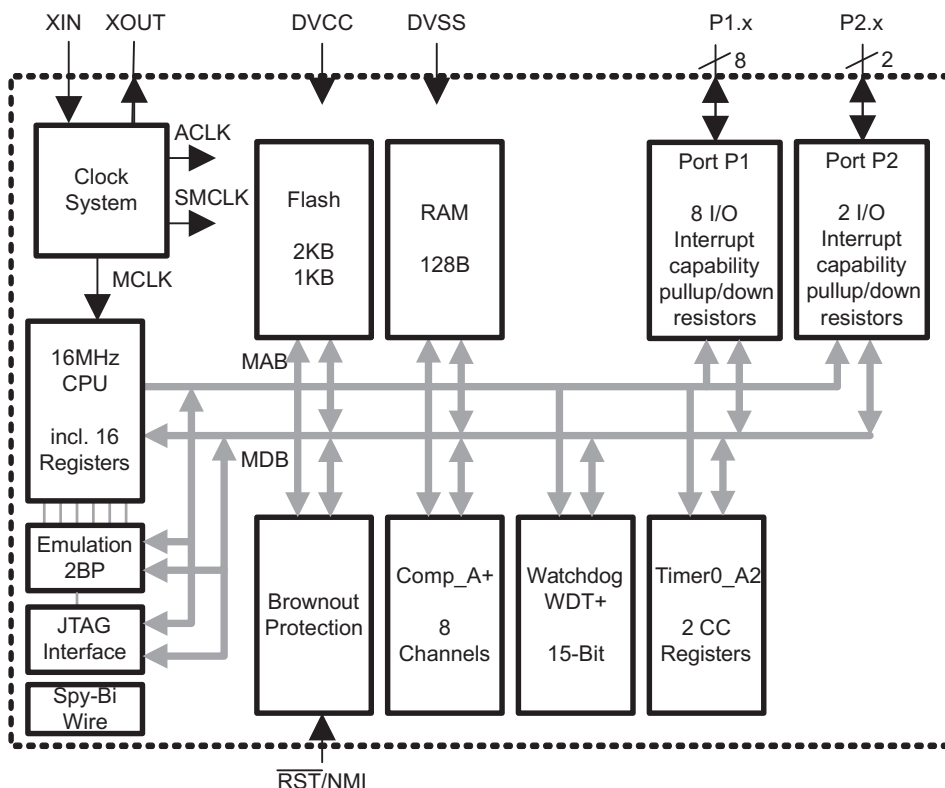 XIN
XOUT
DVCC
DVSS
P1.x
P2.x
8
2
ACLK
SMCLK
MCLK
Clock
System
Flash
2KB
1KB
RAM
128B
Port P1
8 I/O
Interrupt
capability
pullup/down
resistors
Port P2
2 I/O
Interrupt
capability
pullup/down
resistors
16MHz
CPU
incl. 16
Registers
MAB
MDB
Emulation
2BP
JTAG
Interface
Spy-Bi
Wire
Brownout
Protection
Comp_A+
8
Channels
Watchdog
WDT+
15-Bit
Timer0_A2
2 CC
Registers
RST/NMI